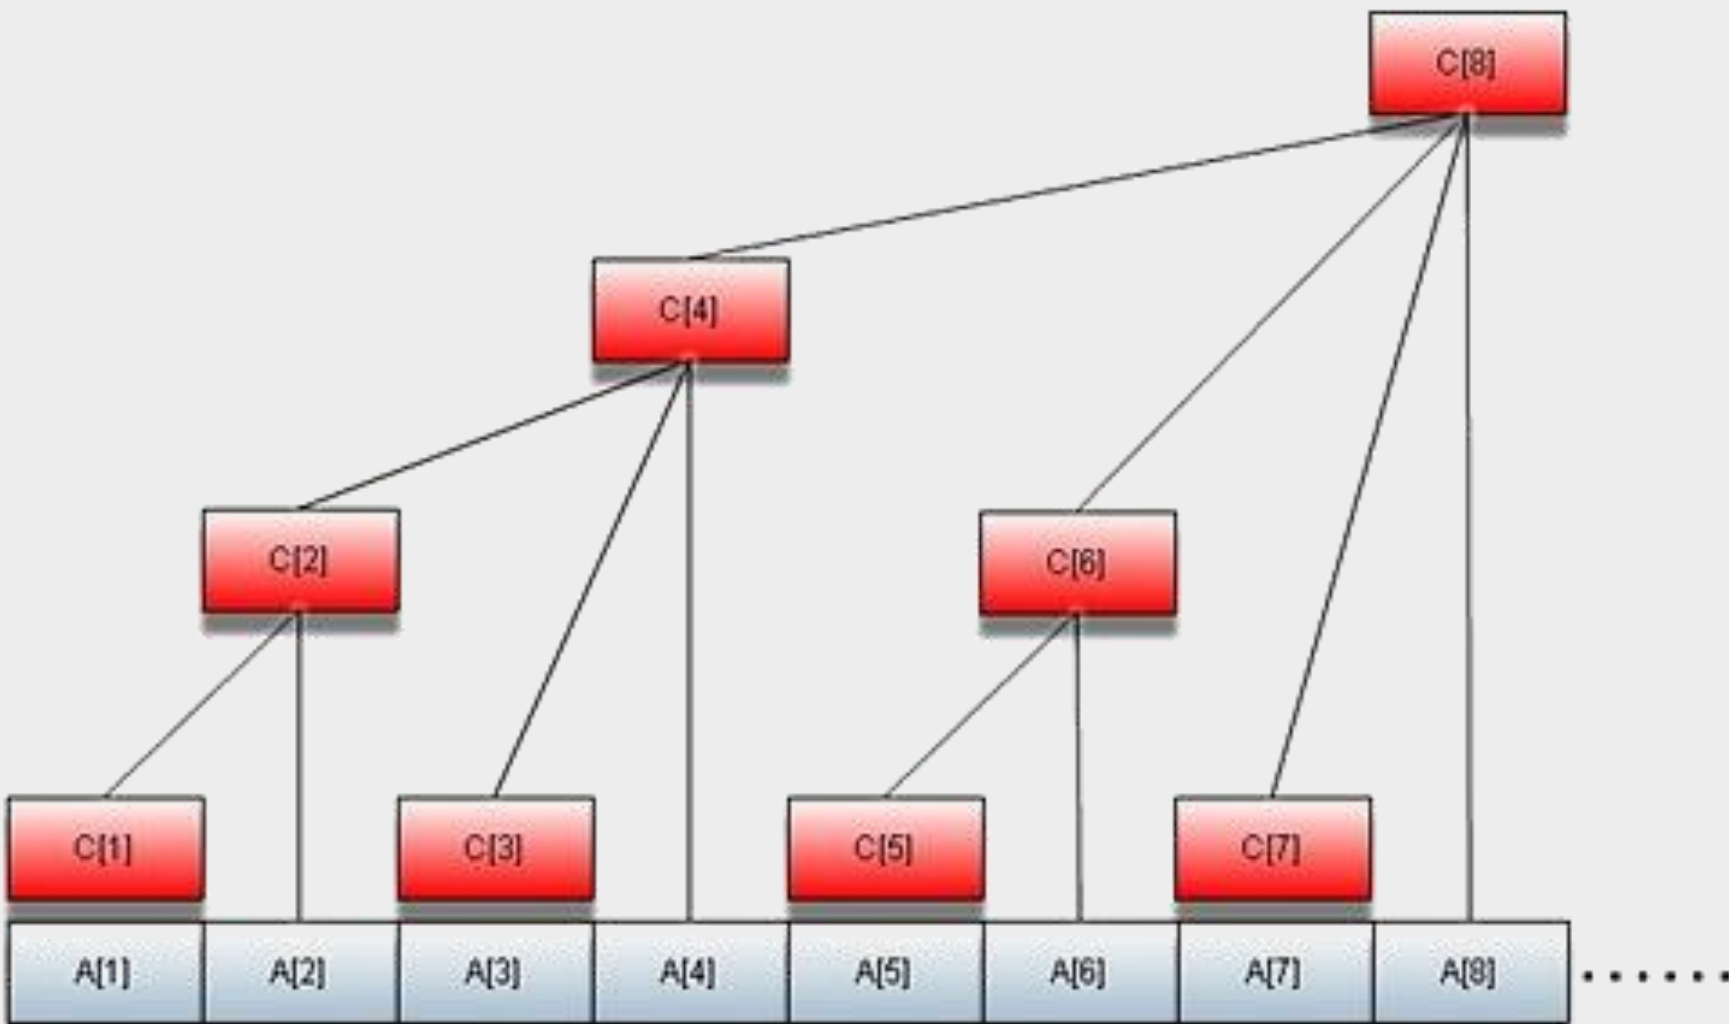 C[8]
C[4]
C[2]
C[6]
C[1]
C[3]
C[5]
C[7]
A[1]
A[2]
A[3]
A[4]
A[5]
A[6]
A[7]
A[8]
......